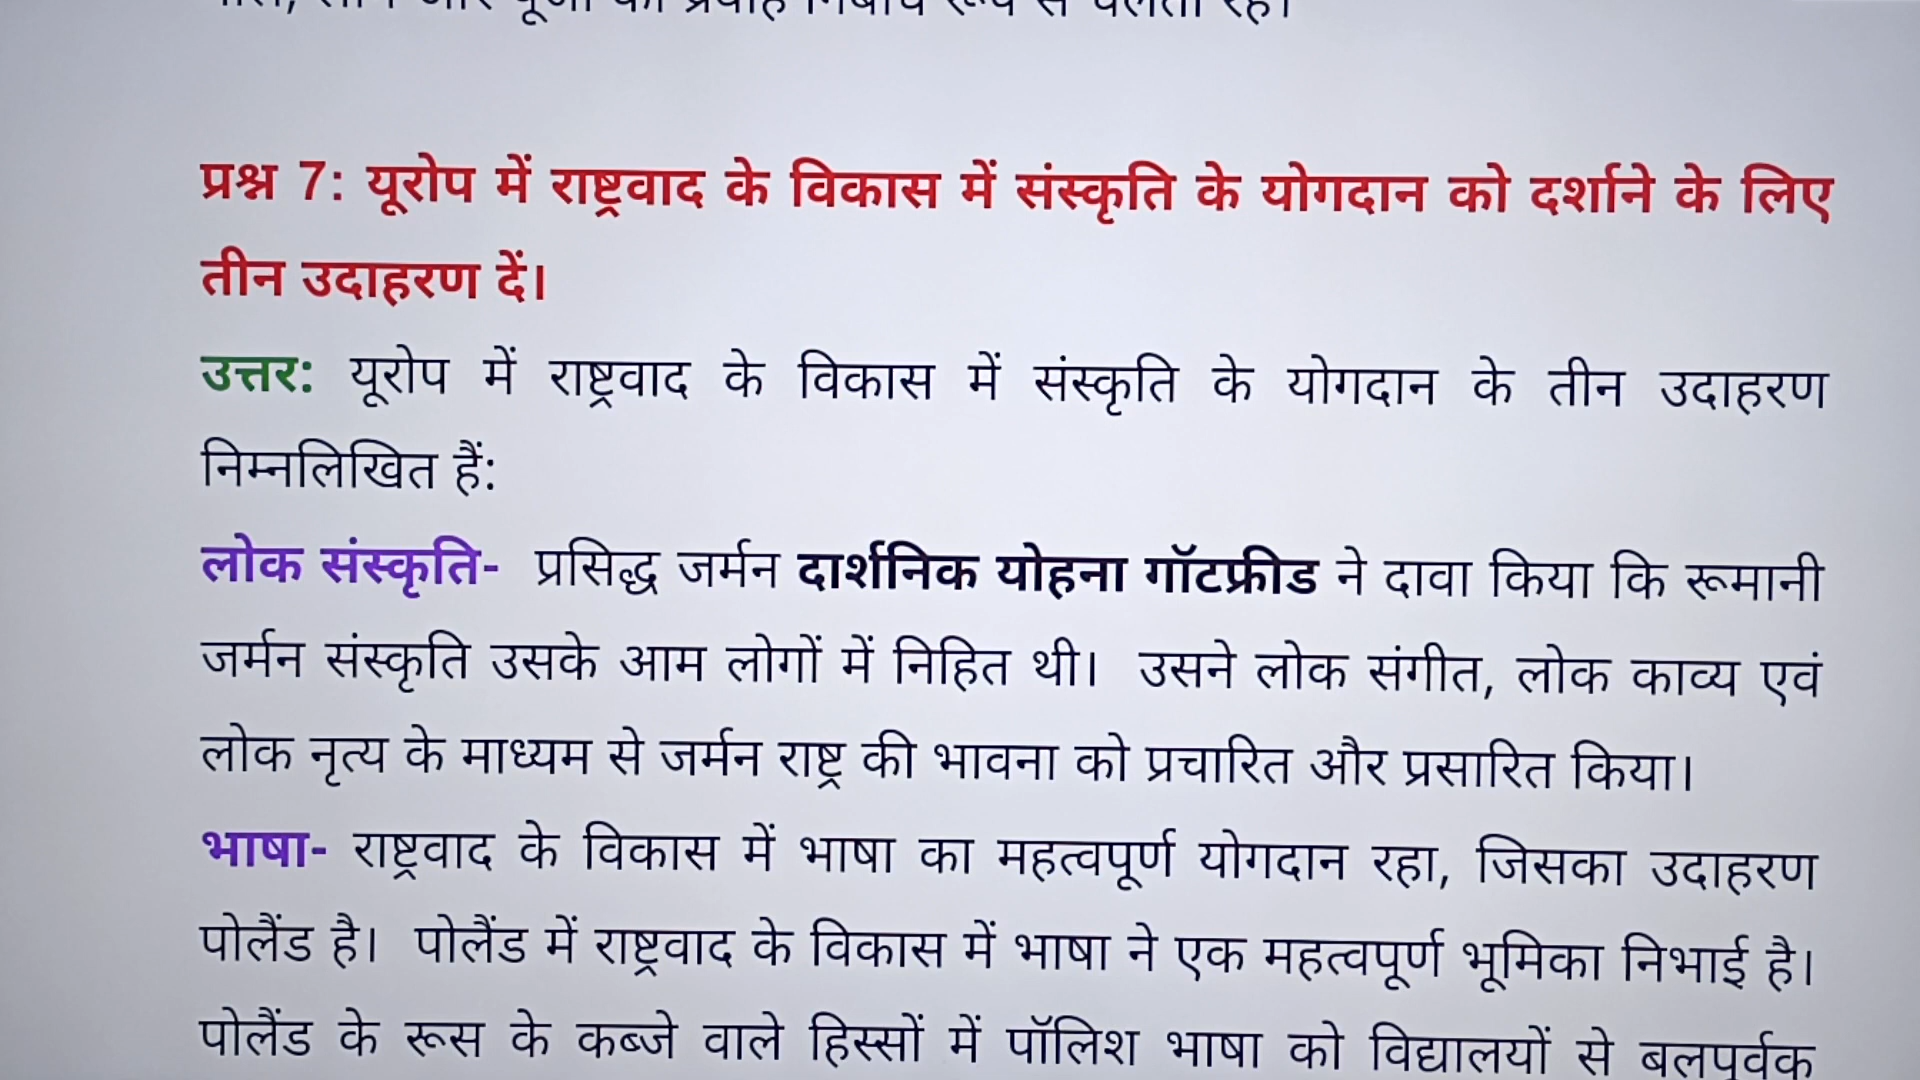 प्रश्न 7: यूरोप में राष्ट्रवाद के विकास में संस्कृति के योगदान को दर्शाने के लिए
तीन उदाहरण दें।
उत्तर: यूरोप में राष्ट्रवाद के विकास में संस्कृति के योगदान के तीन उदाहरण
निम्नलिखित हैं:
लोक संस्कृति- प्रसिद्ध जर्मन दार्शनिक योहना गॉटफ्रीड ने दावा किया कि रूमानी
जर्मन संस्कृति उसके आम लोगों में निहित थी। उसने लोक संगीत, लोक काव्य एवं
लोक नृत्य के माध्यम से जर्मन राष्ट्र की भावना को प्रचारित और प्रसारित किया।
भाषा- राष्ट्रवाद के विकास में भाषा का महत्वपूर्ण योगदान रहा, जिसका उदाहरण
पोलैंड है। पोलैंड में राष्ट्रवाद के विकास में भाषा ने एक महत्वपूर्ण भूमिका निभाई है।
पोलैंड के रूस के कब्जे वाले हिस्सों में पॉलिश भाषा को विद्यालयों से बलपूर्वक